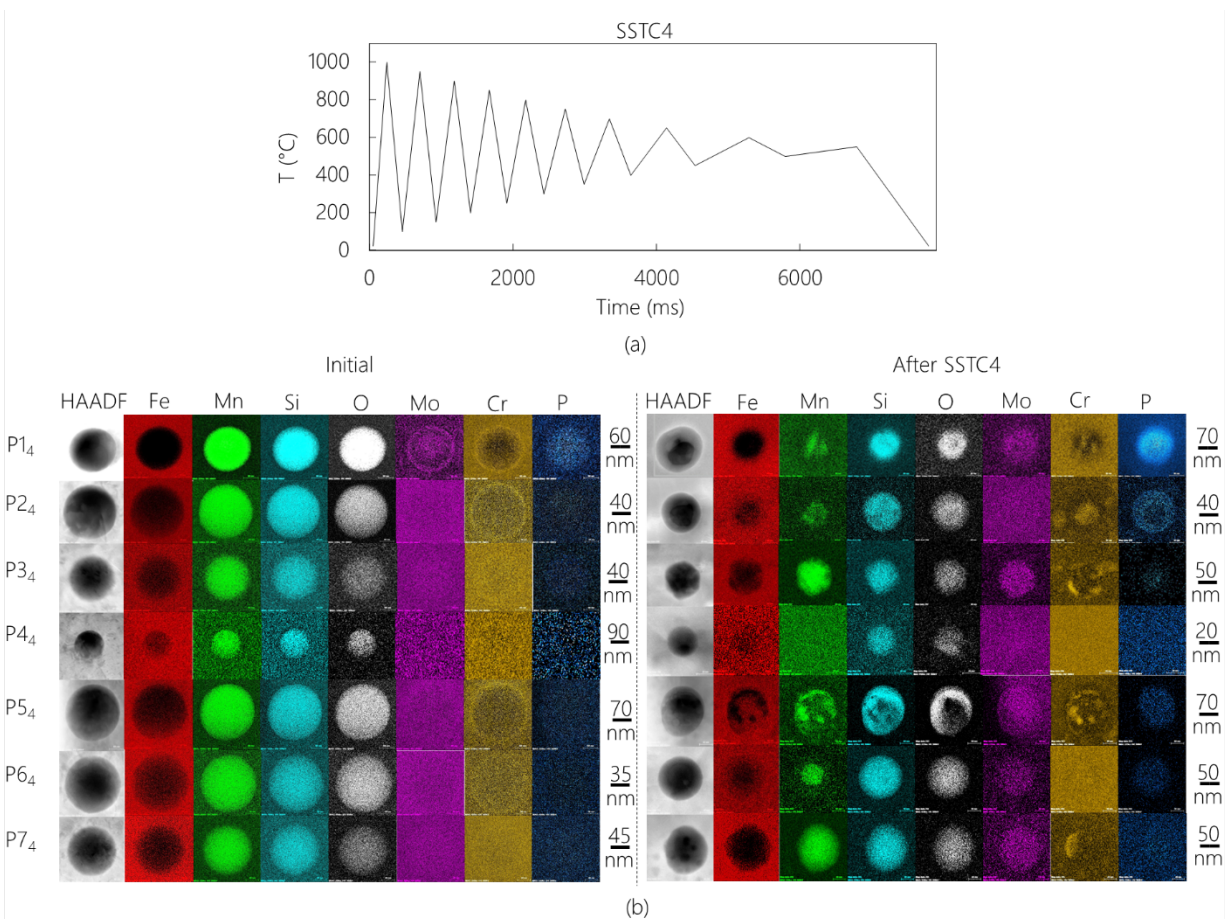 SSTC4
1000
800
600
400
200
0
T (°C)
0 2000 4000 6000
Time (ms)
(a)
Initial After SSTC4
HAADF Fe Mn Si O Mo Cr P HAADF Fe Mn Si O Mo Cr P
P1₄ 60 nm 70 nm
P2₄ 40 nm 40 nm
P3₄ 40 nm 50 nm
P4₄ 90 nm 20 nm
P5₄ 70 nm 70 nm
P6₄ 35 nm 50 nm
P7₄ 45 nm 50 nm
(b)